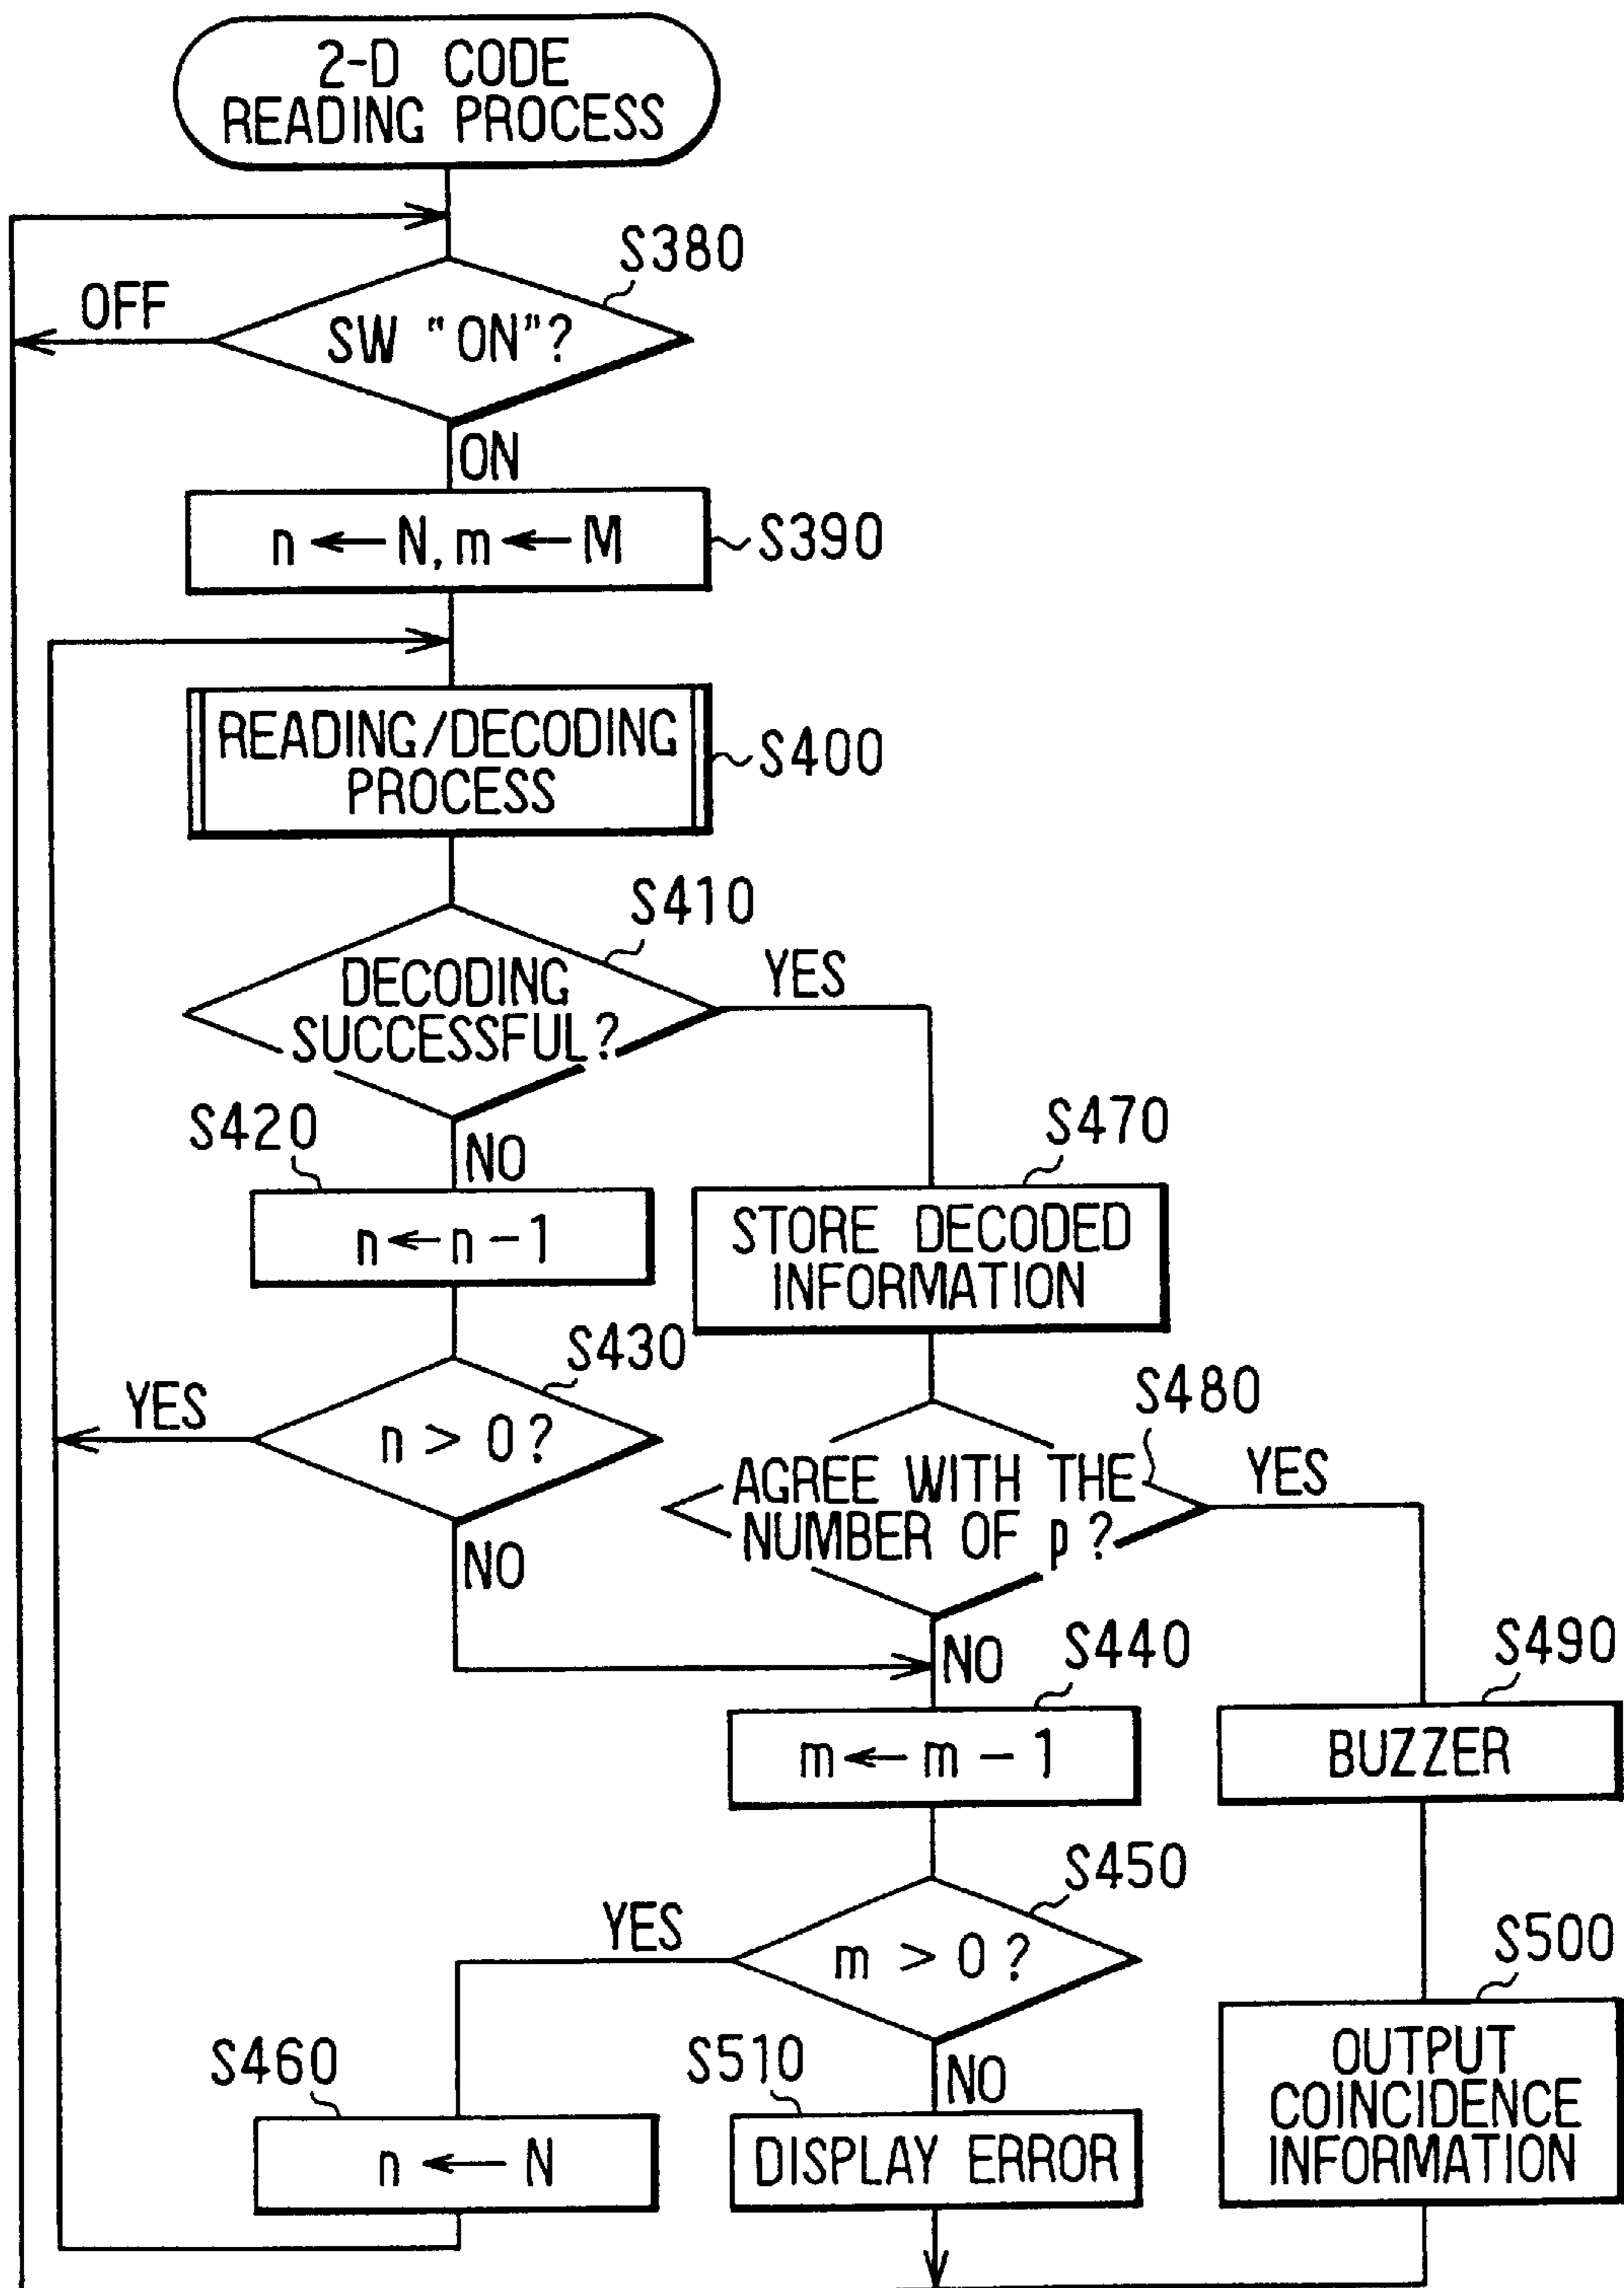 2-D CODE
READING PROCESS
S380
OFF
SW "ON"?
ON
n ← N, m ← M
S390
READING/DECODING
PROCESS
S400
S410
DECODING
SUCCESSFUL?
YES
S420
NO
n ← n - 1
S470
STORE DECODED
INFORMATION
S430
YES
n > 0 ?
NO
S480
AGREE WITH THE
NUMBER OF p ?
YES
NO
S440
m ← m - 1
S490
BUZZER
S450
YES
m > 0 ?
S500
OUTPUT
COINCIDENCE
INFORMATION
S460
n ← N
S510
NO
DISPLAY ERROR